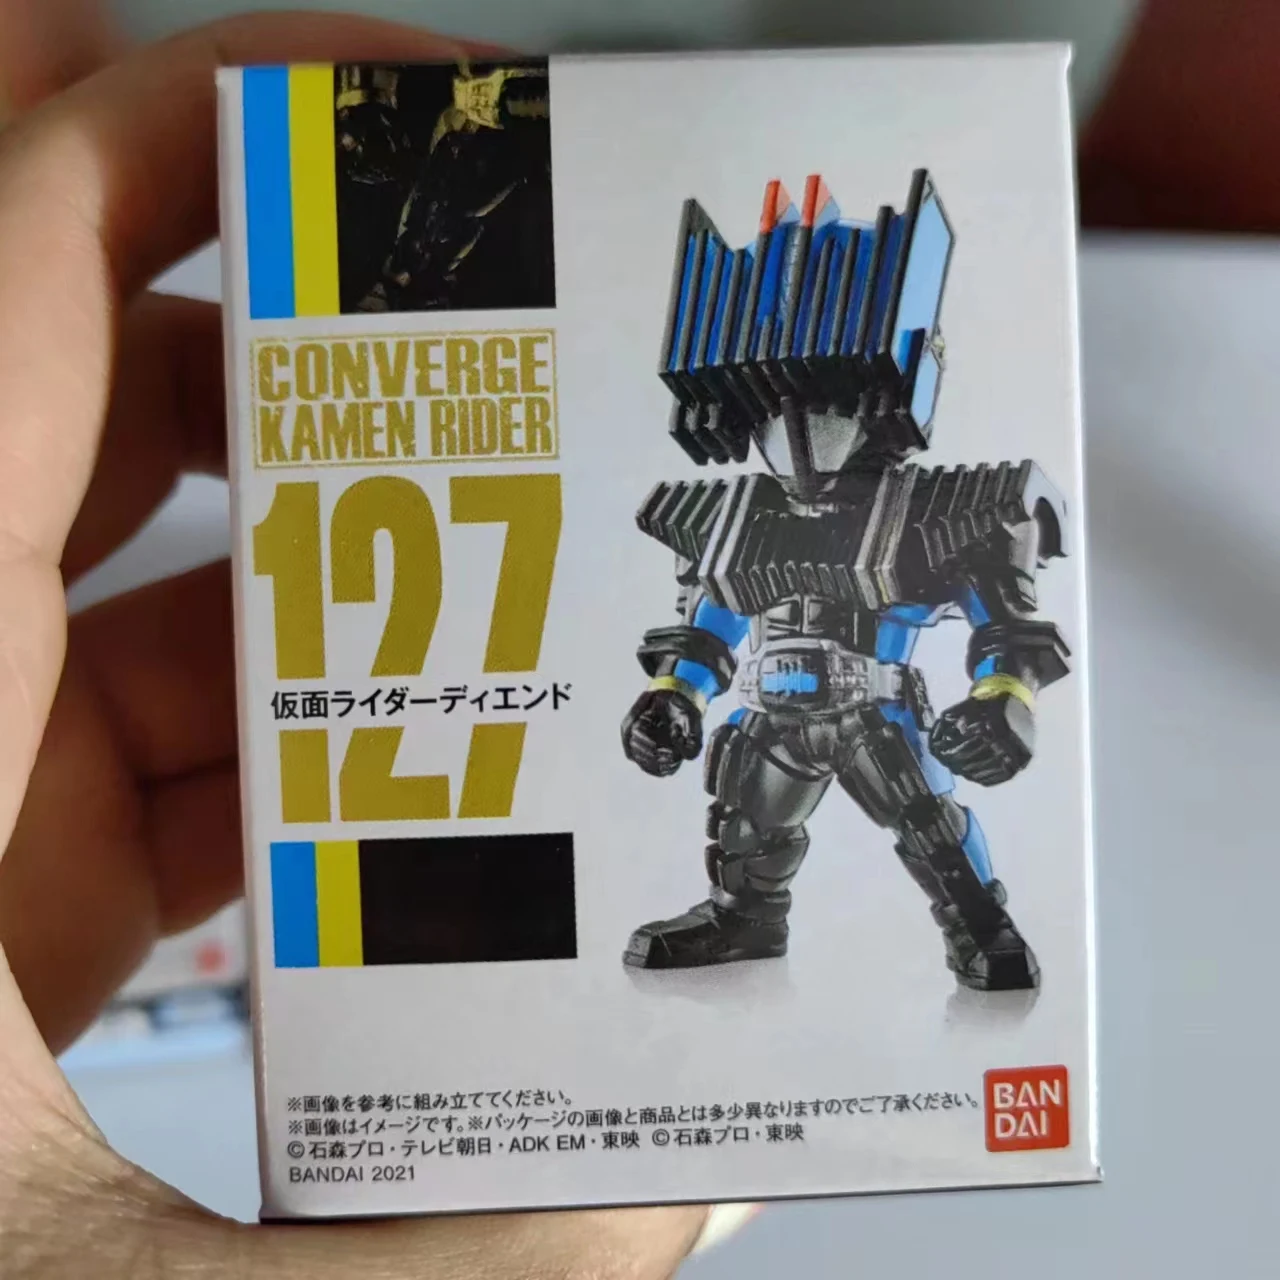 CONVERGE
KAMEN RIDER
127
仮面ライダーディエンド
127
※画像を参考に組み立ててください。
※画像はイメージです。※パッケージの画像と商品とは多少異なりますのでご了承ください。
©石森プロ・テレビ朝日・ADK EM・東映 ©石森プロ・東映
BANDAI 2021
BAN
DAI